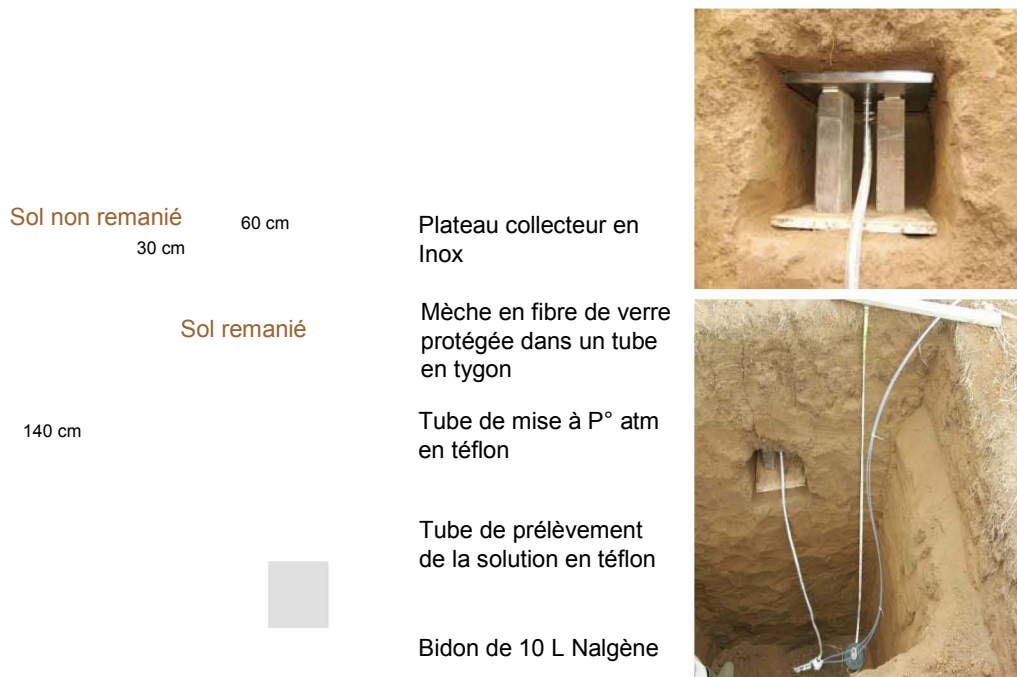 Sol non remanié
60 cm
30 cm
Sol remanié
140 cm
Plateau collecteur en
Inox
Mèche en fibre de verre
protégée dans un tube
en tygon
Tube de mise à P° atm
en téflon
Tube de prélèvement
de la solution en téflon
Bidon de 10 L Nalgène